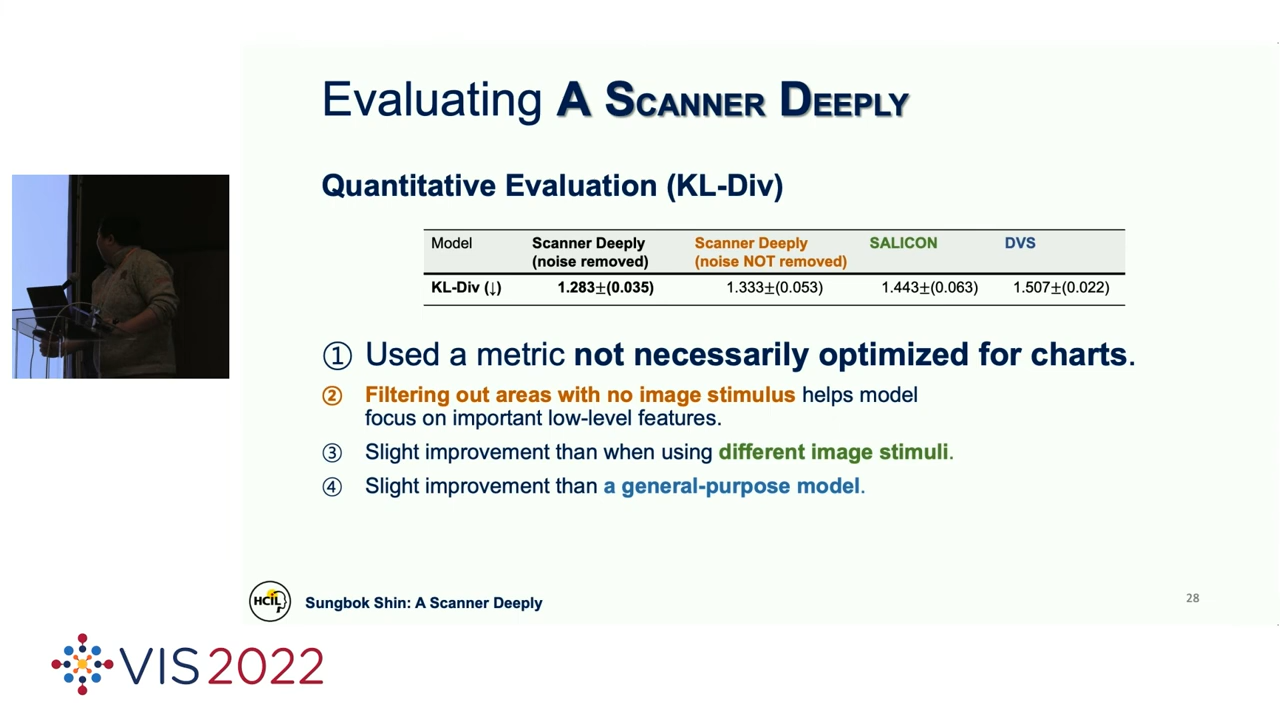 Evaluating A SCANNER DEEPLY
Quantitative Evaluation (KL-Div)
Model Scanner Deeply (noise removed) Scanner Deeply (noise NOT removed) SALICON DVS
KL-Div (↓) 1.283±(0.035) 1.333±(0.053) 1.443±(0.063) 1.507±(0.022)
① Used a metric not necessarily optimized for charts.
② Filtering out areas with no image stimulus helps model
focus on important low-level features.
③ Slight improvement than when using different image stimuli.
④ Slight improvement than a general-purpose model.
HCIL Sungbok Shin: A Scanner Deeply 28
VIS2022